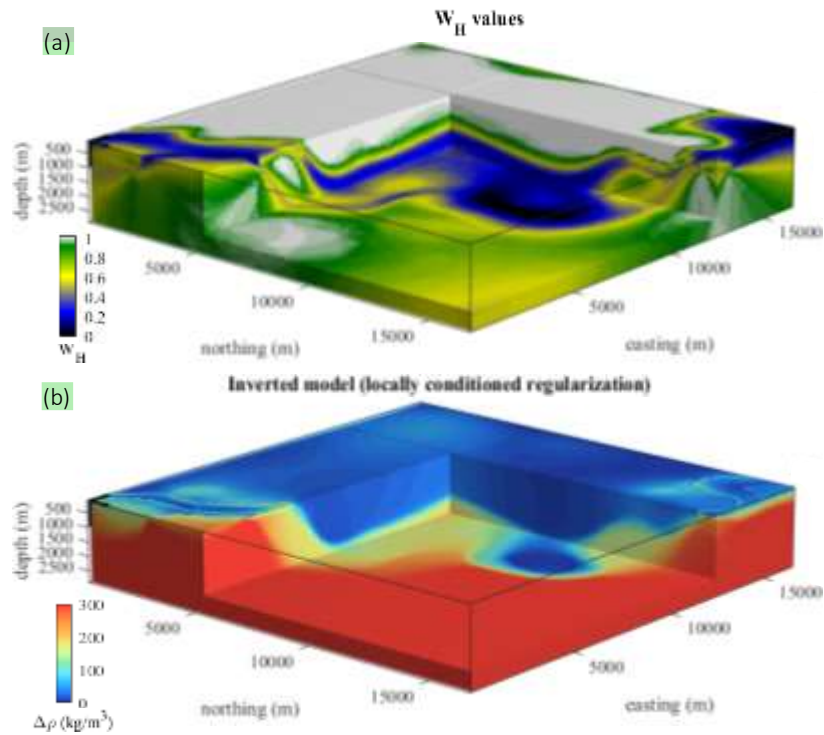 (a)
W_H values
500
1000
1500
2000
2500
depth (m)
1
0.8
0.6
0.4
0.2
0
W_H
5000
10000
15000
northing (m)
5000
10000
15000
easting (m)
(b)
Inverted model (locally conditioned regularization)
500
1000
1500
2000
2500
depth (m)
300
200
100
0
Δρ (kg/m³)
5000
10000
15000
northing (m)
5000
10000
15000
easting (m)